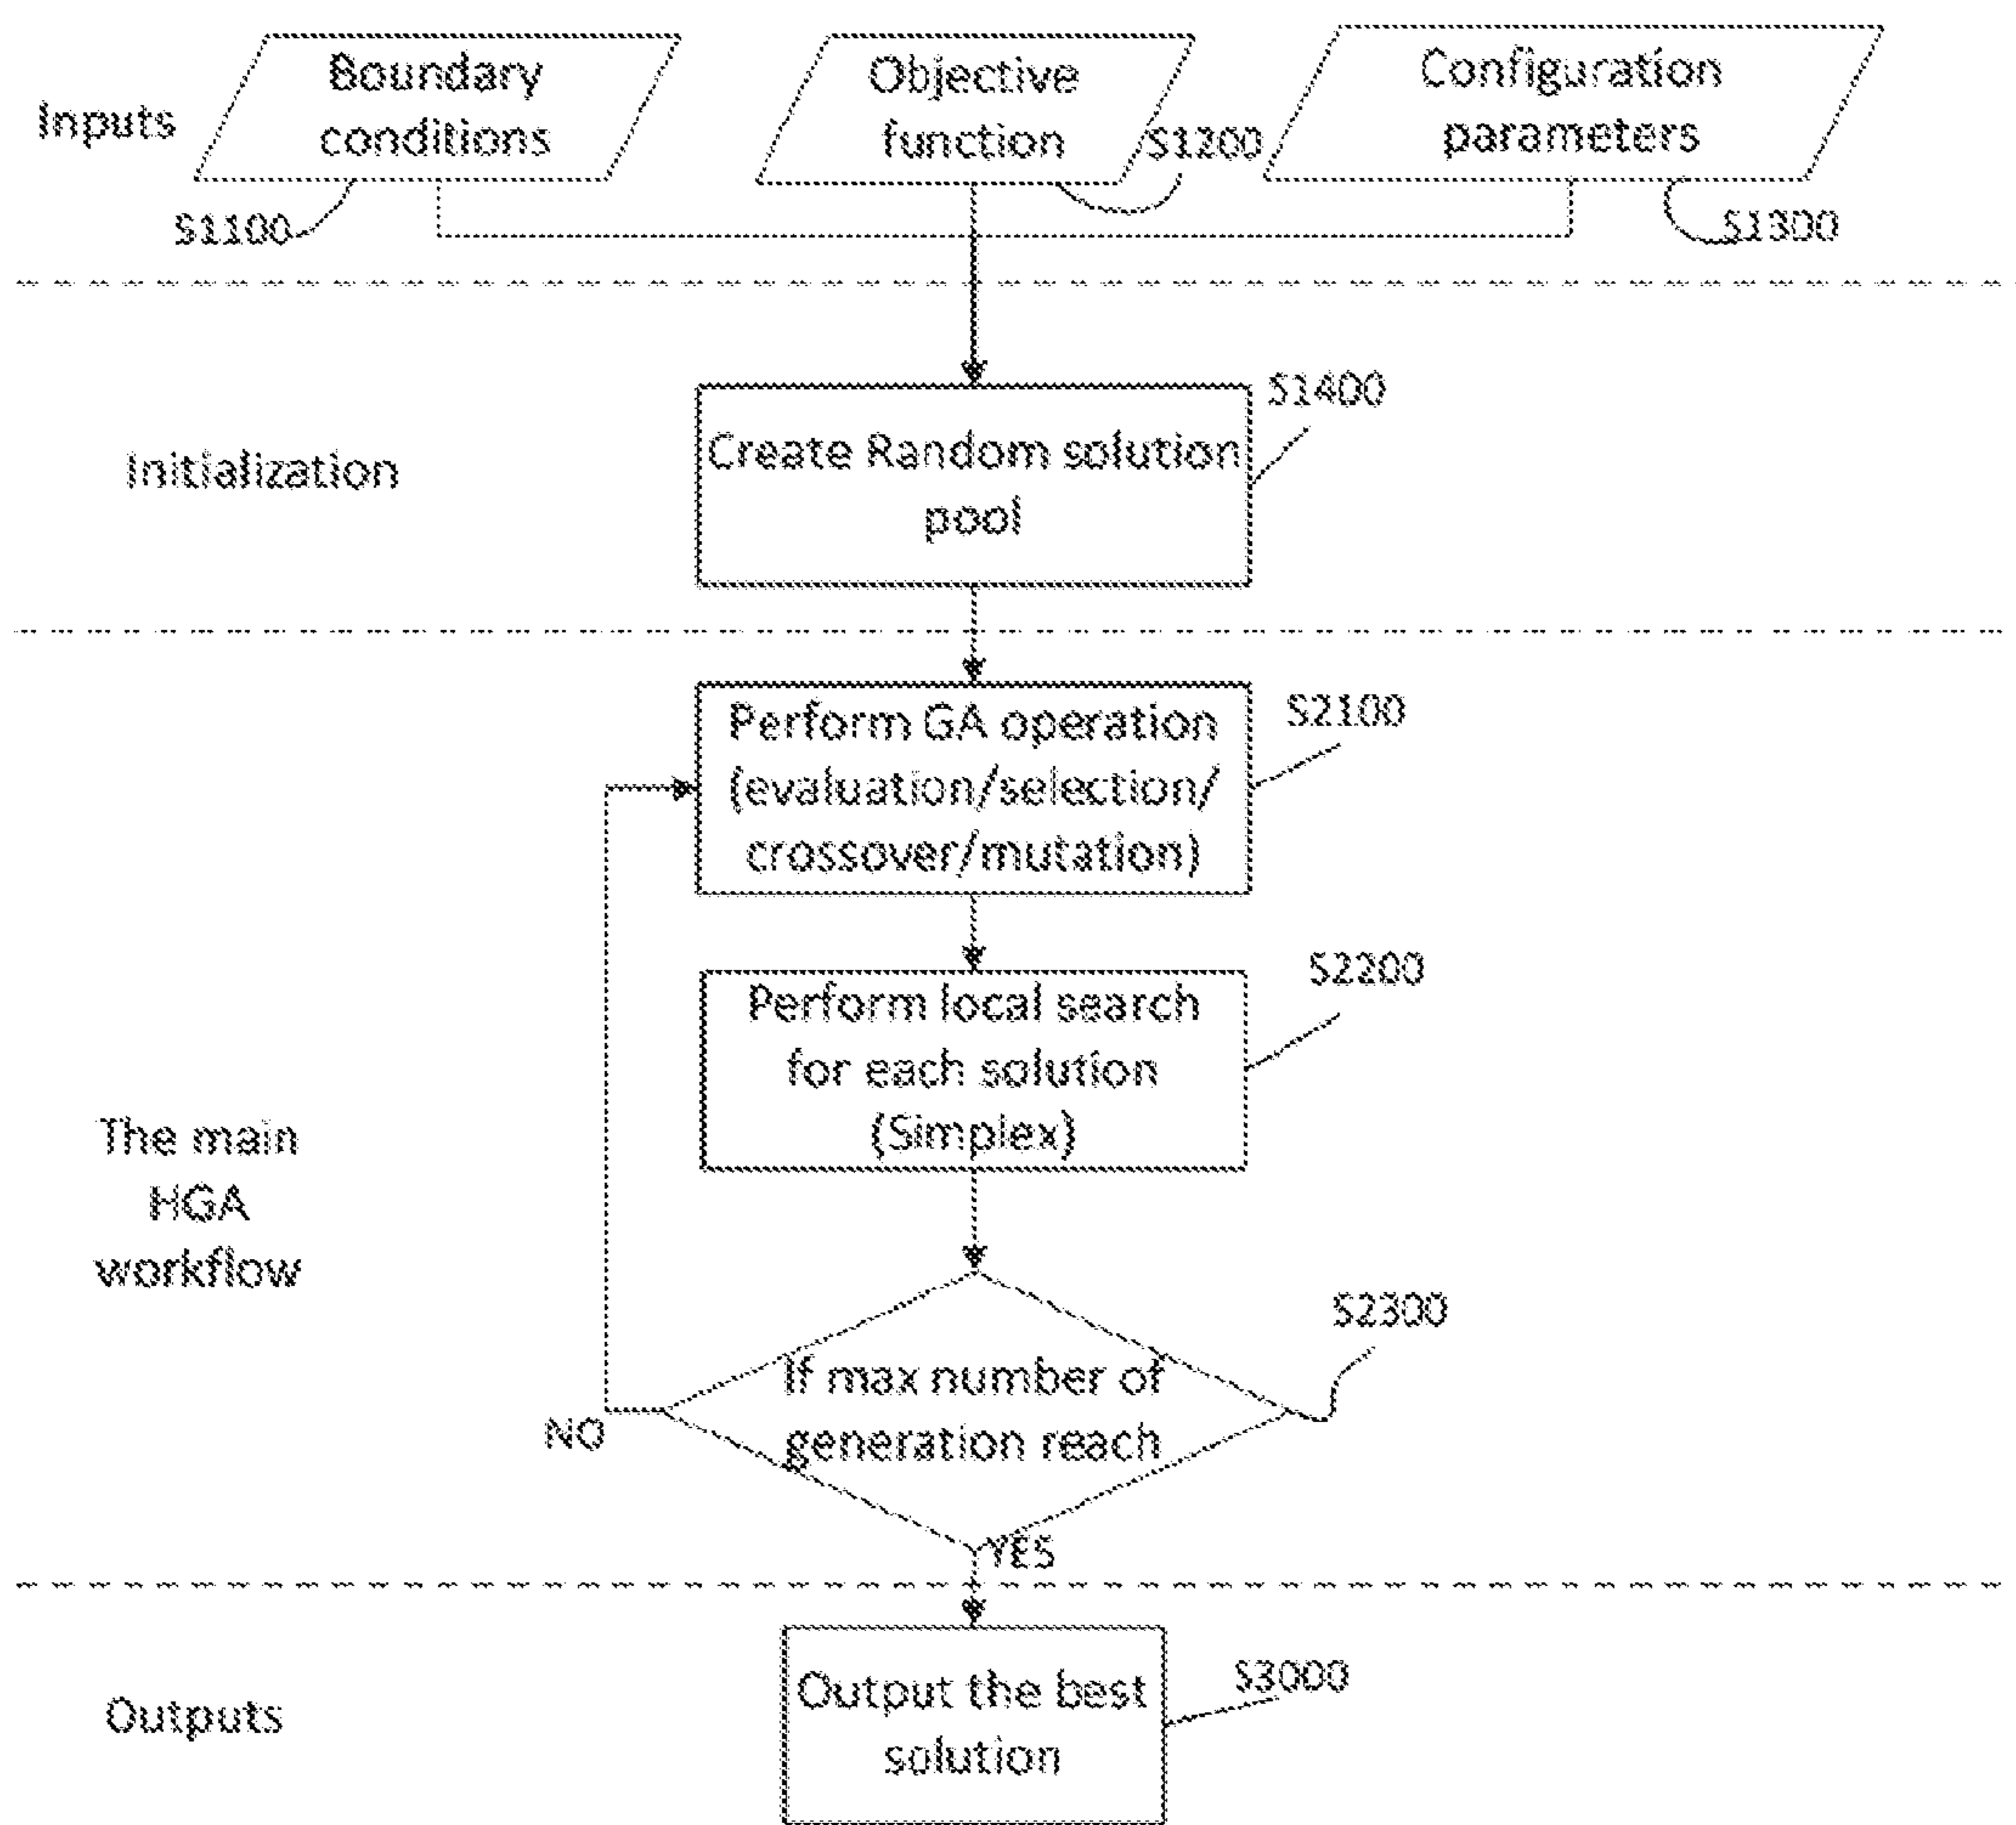 Inputs
Boundary
conditions
Objective
function
Configuration
parameters
S1100
S1200
S1300
Initialization
Create Random solution
pool
S1400
The main
HGA
workflow
Perform GA operation
(evaluation/selection/
crossover/mutation)
S2100
Perform local search
for each solution
(Simplex)
S2200
If max number of
generation reach
S2300
NO
YES
Outputs
Output the best
solution
S3000